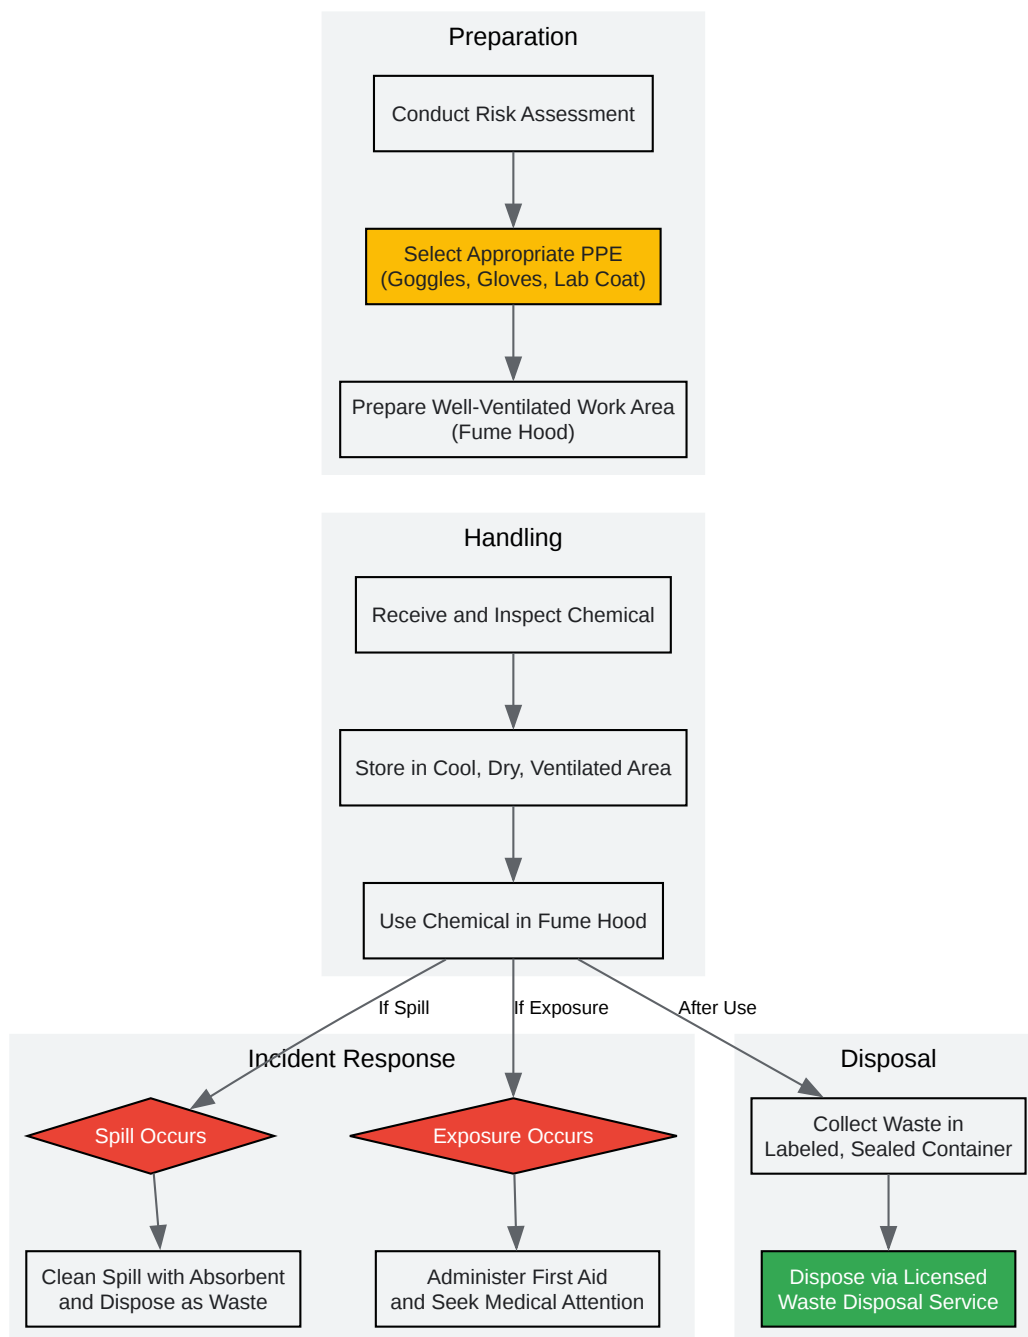 Preparation
Conduct Risk Assessment
Select Appropriate PPE
(Goggles, Gloves, Lab Coat)
Prepare Well-Ventilated Work Area
(Fume Hood)
Handling
Receive and Inspect Chemical
Store in Cool, Dry, Ventilated Area
Use Chemical in Fume Hood
If Spill
If Exposure
After Use
Incident Response
Disposal
Spill Occurs
Exposure Occurs
Collect Waste in
Labeled, Sealed Container
Clean Spill with Absorbent
and Dispose as Waste
Administer First Aid
and Seek Medical Attention
Dispose via Licensed
Waste Disposal Service